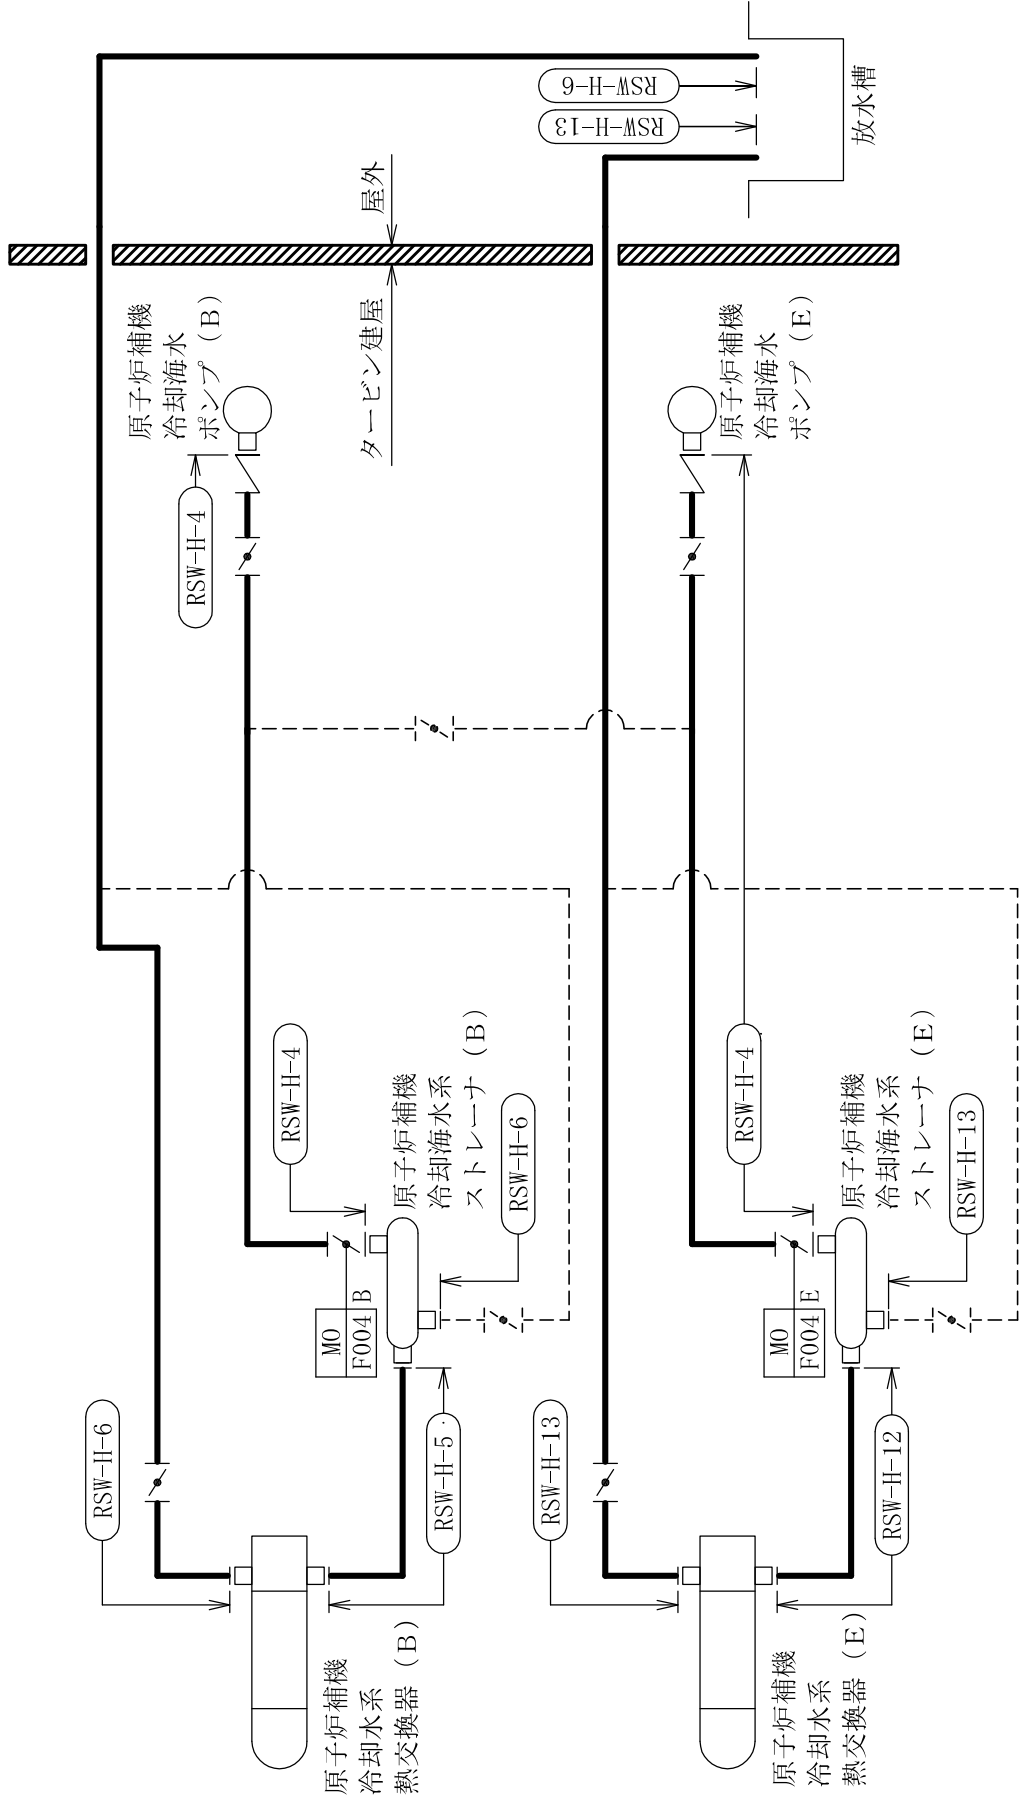 RSW-H-6
原子炉補機
冷却水系
熱交換器 (B)
RSW-H-5
MO
F004 B
RSW-H-4
原子炉補機
冷却海水系
ストレーナ (B)
RSW-H-6
RSW-H-4
原子炉補機
冷却海水
ポンプ (B)
タービン建屋
屋外
RSW-H-6
RSW-H-13
放水槽
RSW-H-13
原子炉補機
冷却水系
熱交換器 (E)
RSW-H-12
MO
F004 E
RSW-H-4
原子炉補機
冷却海水系
ストレーナ (E)
RSW-H-13
原子炉補機
冷却海水
ポンプ (E)